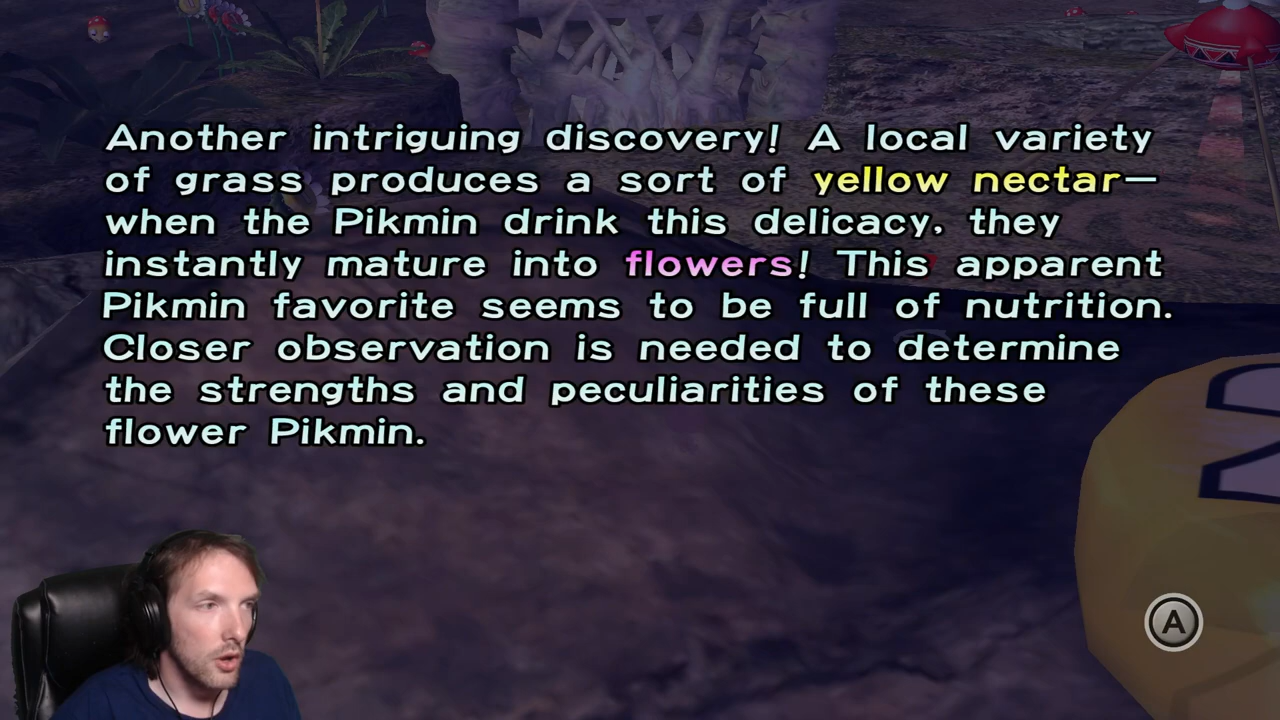 Another intriguing discovery! A local variety
of grass produces a sort of yellow nectar—
when the Pikmin drink this delicacy, they
instantly mature into flowers! This apparent
Pikmin favorite seems to be full of nutrition.
Closer observation is needed to determine
the strengths and peculiarities of these
flower Pikmin.
A